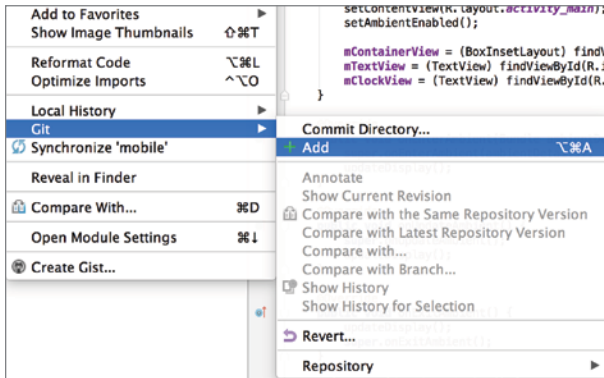 Add to Favorites
Show Image Thumbnails ⇧⌘T
Reformat Code ⌥⌘L
Optimize Imports ^⌥O
Local History
Git
Synchronize 'mobile'
Reveal in Finder
Compare With... ⌘D
Open Module Settings ⌘↓
Create Gist...
setContentView(R.layout.activity_main);
setAmbientEnabled();
mContainerView = (BoxInsetLayout) findV
mTextView = (TextView) findViewById(R.i
mClockView = (TextView) findViewById(R.
}
Commit Directory...
Add ⌥⌘A
Annotate
Show Current Revision
Compare with the Same Repository Version
Compare with Latest Repository Version
Compare with...
Compare with Branch...
Show History
Show History for Selection
Revert...
Repository